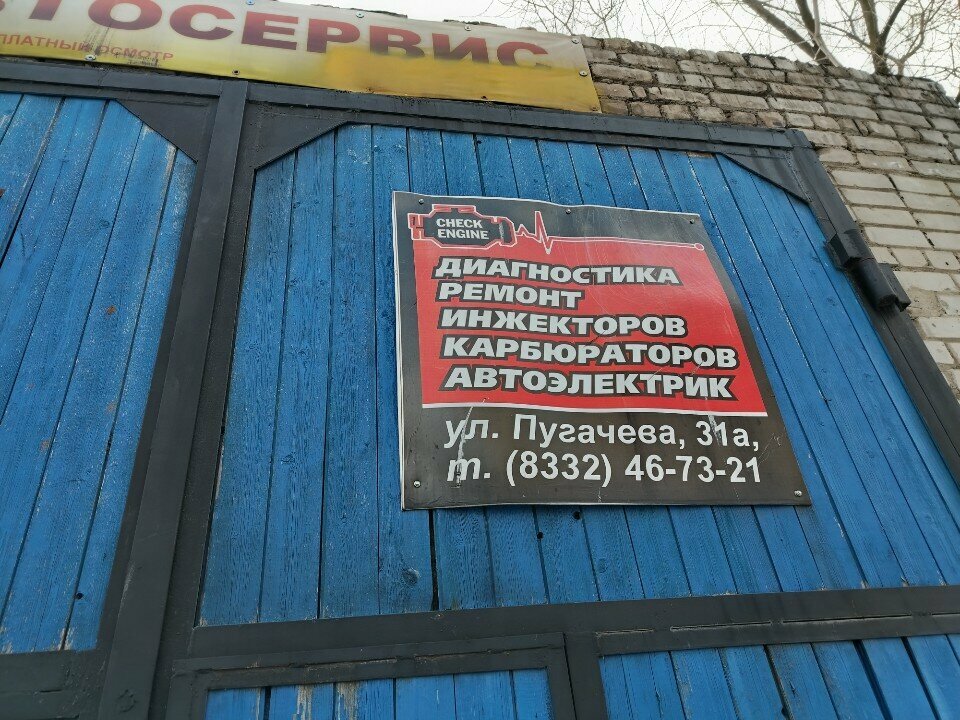 ТОСЕРВИС
ПЛАТНЫЙ ОСМОТР
CHECK
ENGINE
ДИАГНОСТИКА
РЕМОНТ
ИНЖЕКТОРОВ
КАРБЮРАТОРОВ
АВТОЭЛЕКТРИК
ул. Пугачева, 31а,
т. (8332) 46-73-21